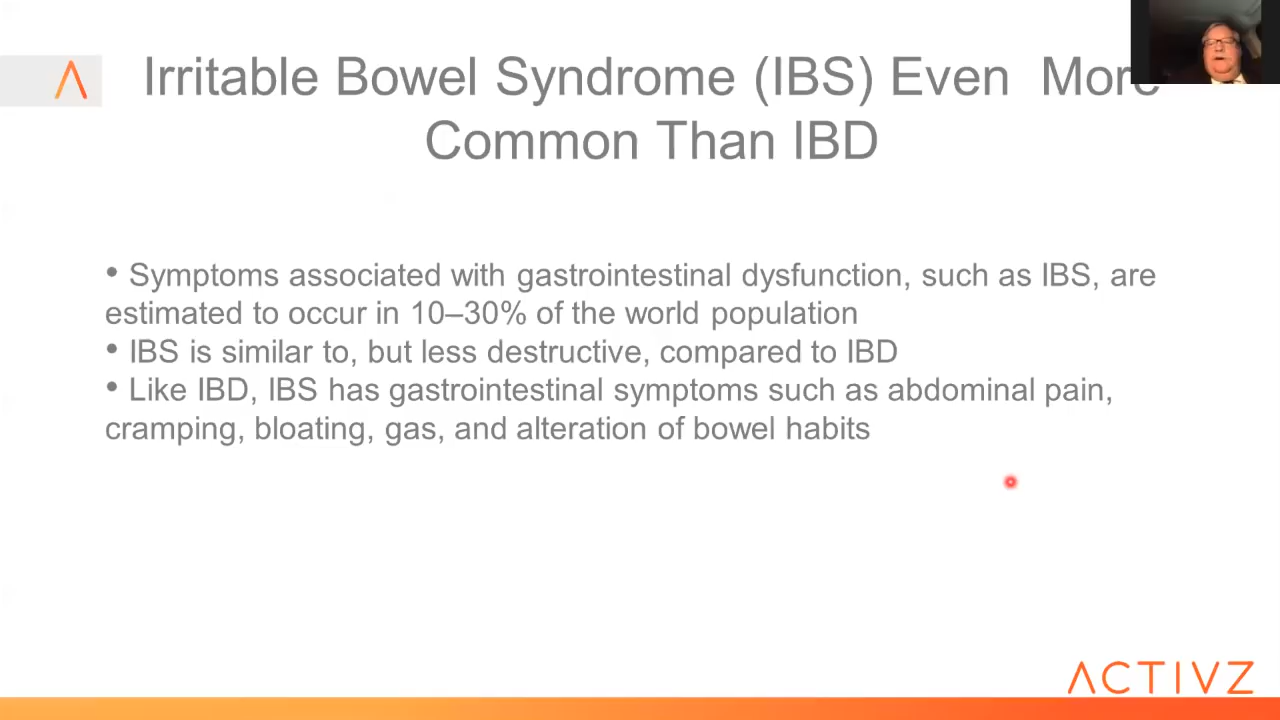 Irritable Bowel Syndrome (IBS) Even  More
Common Than IBD
• Symptoms associated with gastrointestinal dysfunction, such as IBS, are
estimated to occur in 10–30% of the world population
• IBS is similar to, but less destructive, compared to IBD
• Like IBD, IBS has gastrointestinal symptoms such as abdominal pain,
cramping, bloating, gas, and alteration of bowel habits
ACTIVZ